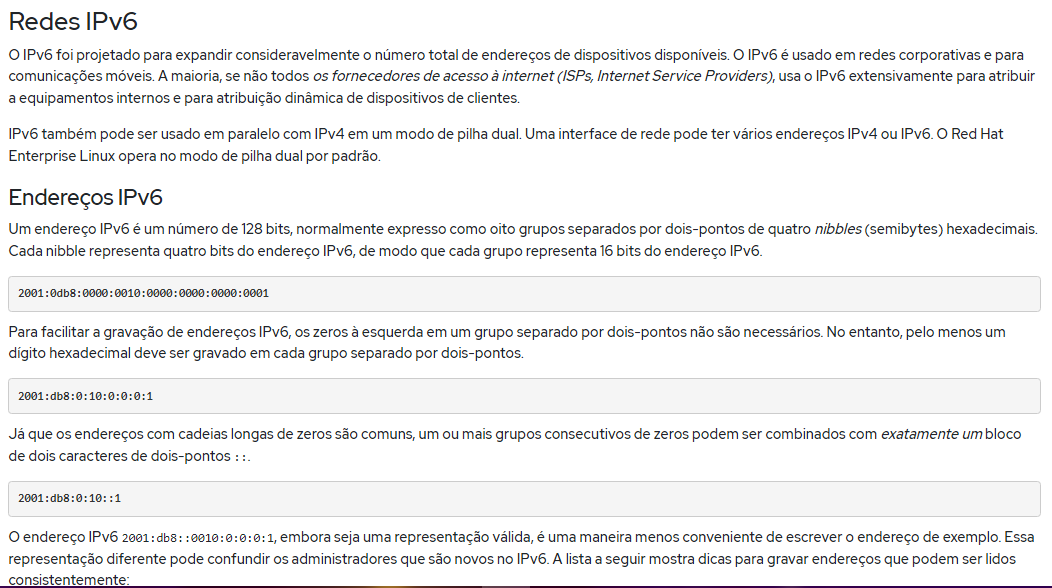 Redes IPv6
O IPv6 foi projetado para expandir consideravelmente o número total de endereços de dispositivos disponíveis. O IPv6 é usado em redes corporativas e para
comunicações móveis. A maioria, se não todos os fornecedores de acesso à internet (ISPs, Internet Service Providers), usa o IPv6 extensivamente para atribuir
a equipamentos internos e para atribuição dinâmica de dispositivos de clientes.
IPv6 também pode ser usado em paralelo com IPv4 em um modo de pilha dual. Uma interface de rede pode ter vários endereços IPv4 ou IPv6. O Red Hat
Enterprise Linux opera no modo de pilha dual por padrão.
Endereços IPv6
Um endereço IPv6 é um número de 128 bits, normalmente expresso como oito grupos separados por dois-pontos de quatro nibbles (semibytes) hexadecimais.
Cada nibble representa quatro bits do endereço IPv6, de modo que cada grupo representa 16 bits do endereço IPv6.
2001:0db8:0000:0010:0000:0000:0000:0001
Para facilitar a gravação de endereços IPv6, os zeros à esquerda em um grupo separado por dois-pontos não são necessários. No entanto, pelo menos um
dígito hexadecimal deve ser gravado em cada grupo separado por dois-pontos.
2001:db8:0:10:0:0:0:1
Já que os endereços com cadeias longas de zeros são comuns, um ou mais grupos consecutivos de zeros podem ser combinados com exatamente um bloco
de dois caracteres de dois-pontos ::.
2001:db8:0:10::1
O endereço IPv6 2001:db8::0010:0:0:0:1, embora seja uma representação válida, é uma maneira menos conveniente de escrever o endereço de exemplo. Essa
representação diferente pode confundir os administradores que são novos no IPv6. A lista a seguir mostra dicas para gravar endereços que podem ser lidos
consistentemente: